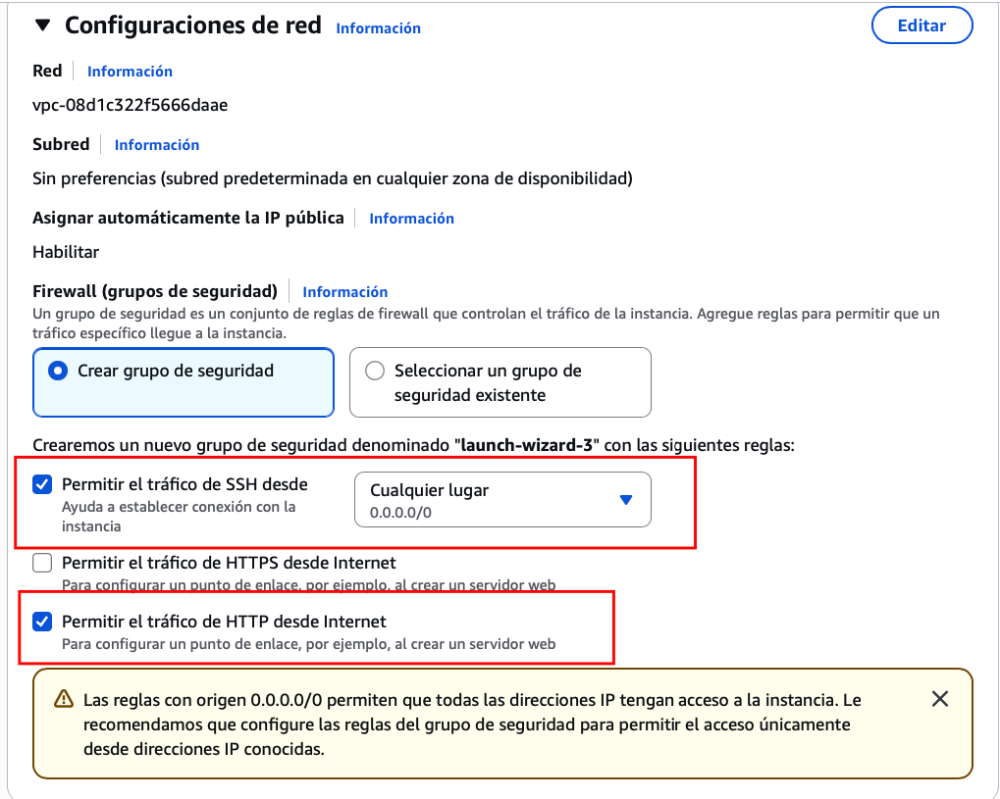 Configuraciones de red Información Editar
Red Información
vpc-08d1c322f5666daae
Subred Información
Sin preferencias (subred predeterminada en cualquier zona de disponibilidad)
Asignar automáticamente la IP pública Información
Habilitar
Firewall (grupos de seguridad) Información
Un grupo de seguridad es un conjunto de reglas de firewall que controlan el tráfico de la instancia. Agregue reglas para permitir que un
tráfico específico llegue a la instancia.
Crear grupo de seguridad
Seleccionar un grupo de
seguridad existente
Crearemos un nuevo grupo de seguridad denominado "launch-wizard-3" con las siguientes reglas:
Permitir el tráfico de SSH desde
Ayuda a establecer conexión con la
instancia
Cualquier lugar
0.0.0.0/0
Permitir el tráfico de HTTPS desde Internet
Para configurar un punto de enlace, por ejemplo, al crear un servidor web
Permitir el tráfico de HTTP desde Internet
Para configurar un punto de enlace, por ejemplo, al crear un servidor web
Las reglas con origen 0.0.0.0/0 permiten que todas las direcciones IP tengan acceso a la instancia. Le
recomendamos que configure las reglas del grupo de seguridad para permitir el acceso únicamente
desde direcciones IP conocidas.